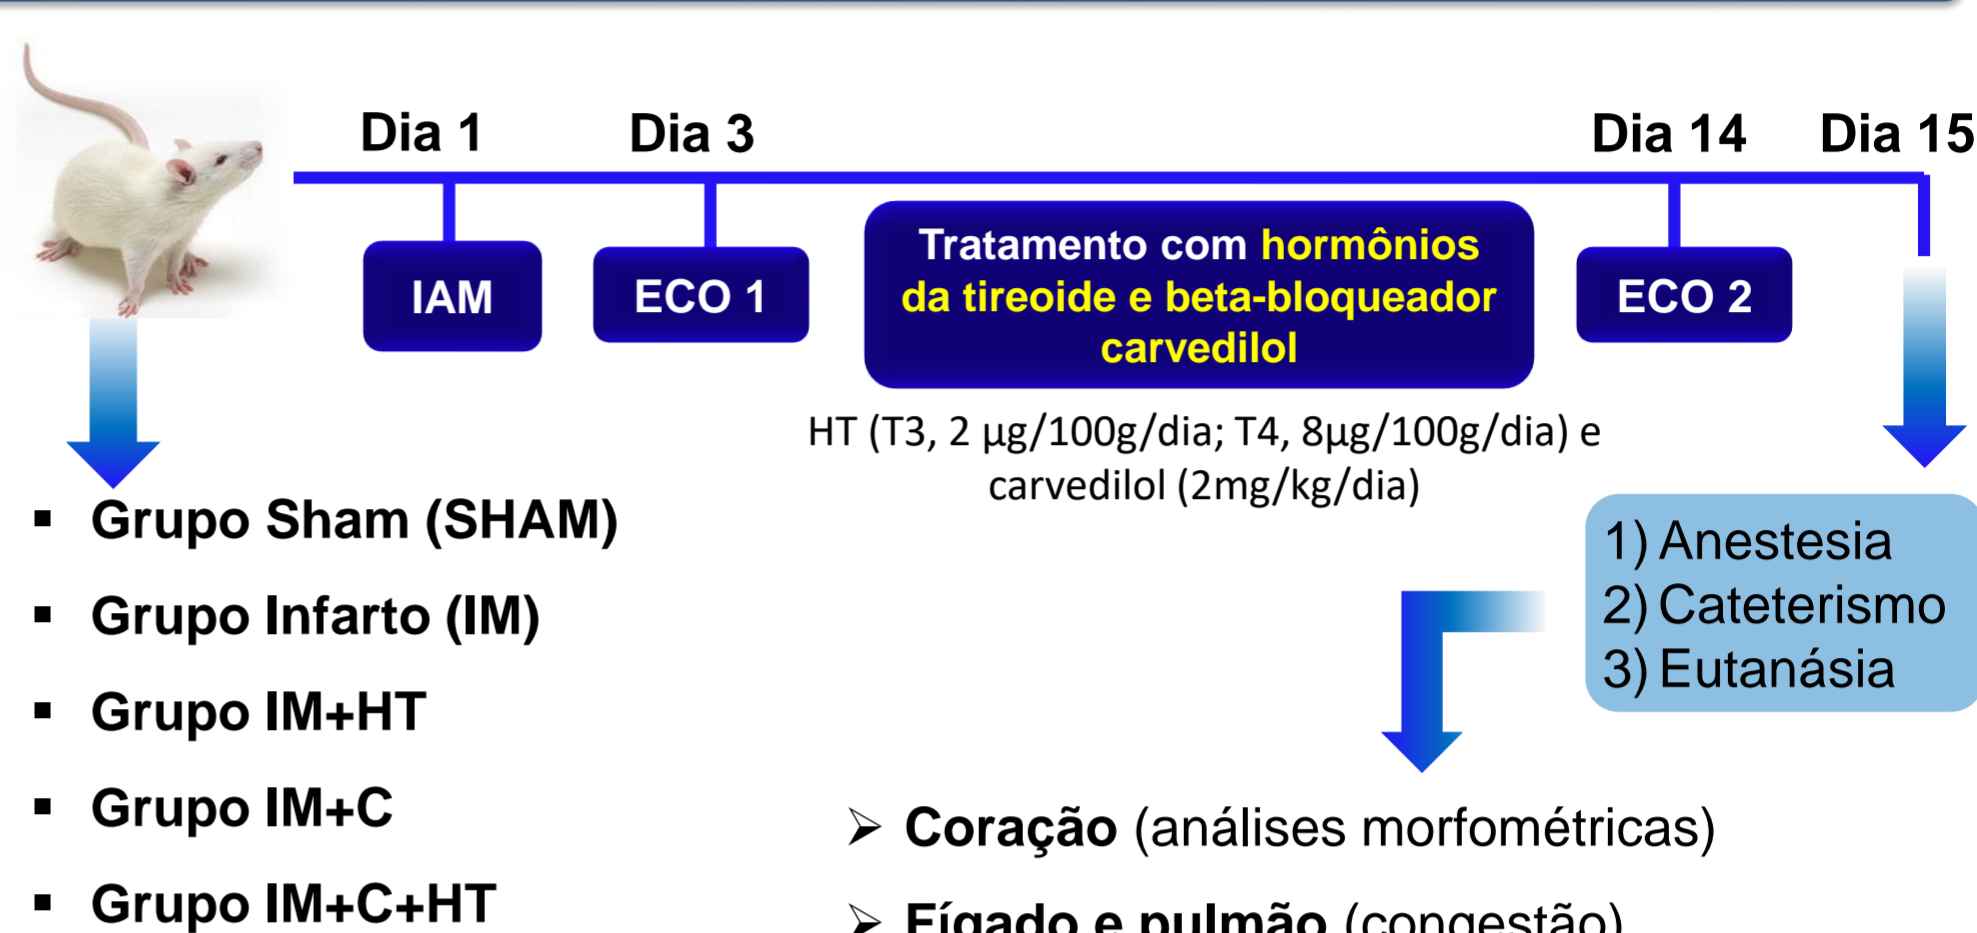 Dia 1
Dia 3
Dia 14
Dia 15
IAM
ECO 1
Tratamento com hormônios
da tireoide e beta-bloqueador
carvedilol
ECO 2
HT (T3, 2 µg/100g/dia; T4, 8µg/100g/dia) e
carvedilol (2mg/kg/dia)
▪ Grupo Sham (SHAM)
▪ Grupo Infarto (IM)
▪ Grupo IM+HT
▪ Grupo IM+C
▪ Grupo IM+C+HT
1) Anestesia
2) Cateterismo
3) Eutanásia
➢ Coração (análises morfométricas)
➢ Fígado e pulmão (congestão)